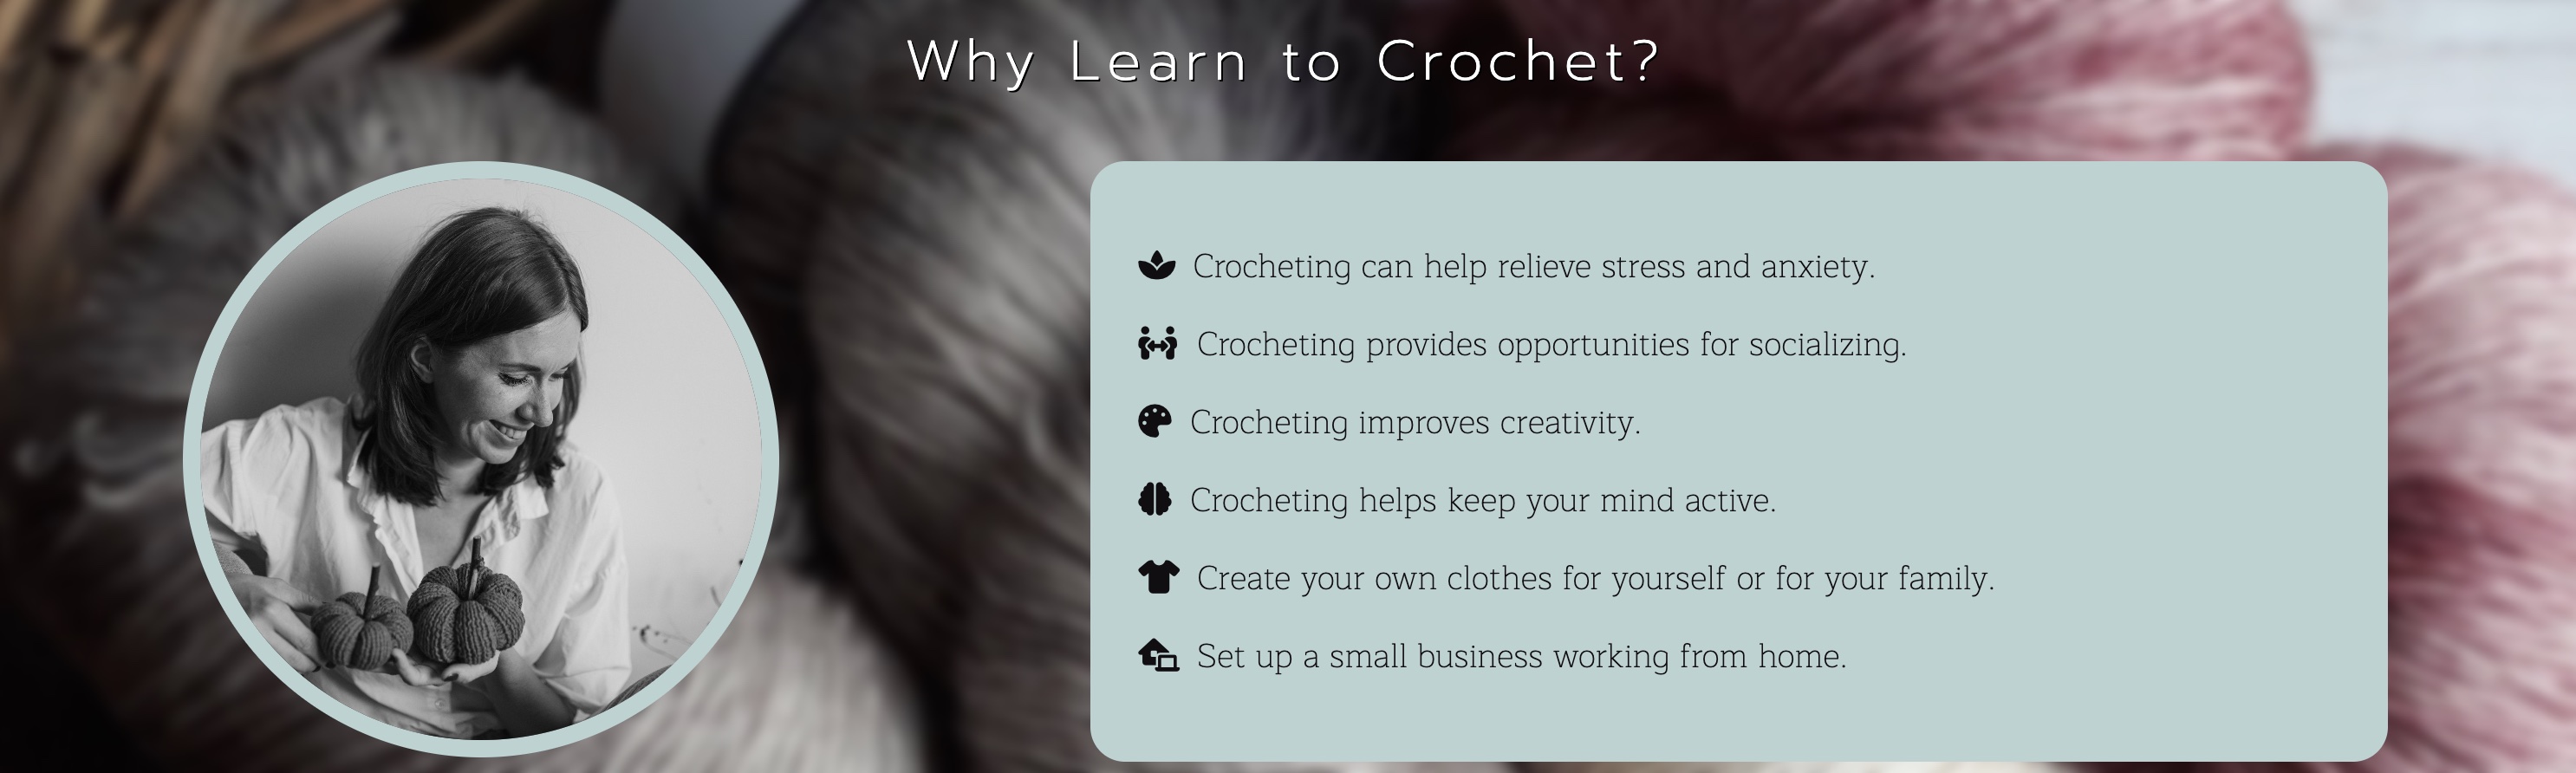 Why Learn to Crochet?
Crocheting can help relieve stress and anxiety.
Crocheting provides opportunities for socializing.
Crocheting improves creativity.
Crocheting helps keep your mind active.
Create your own clothes for yourself or for your family.
Set up a small business working from home.